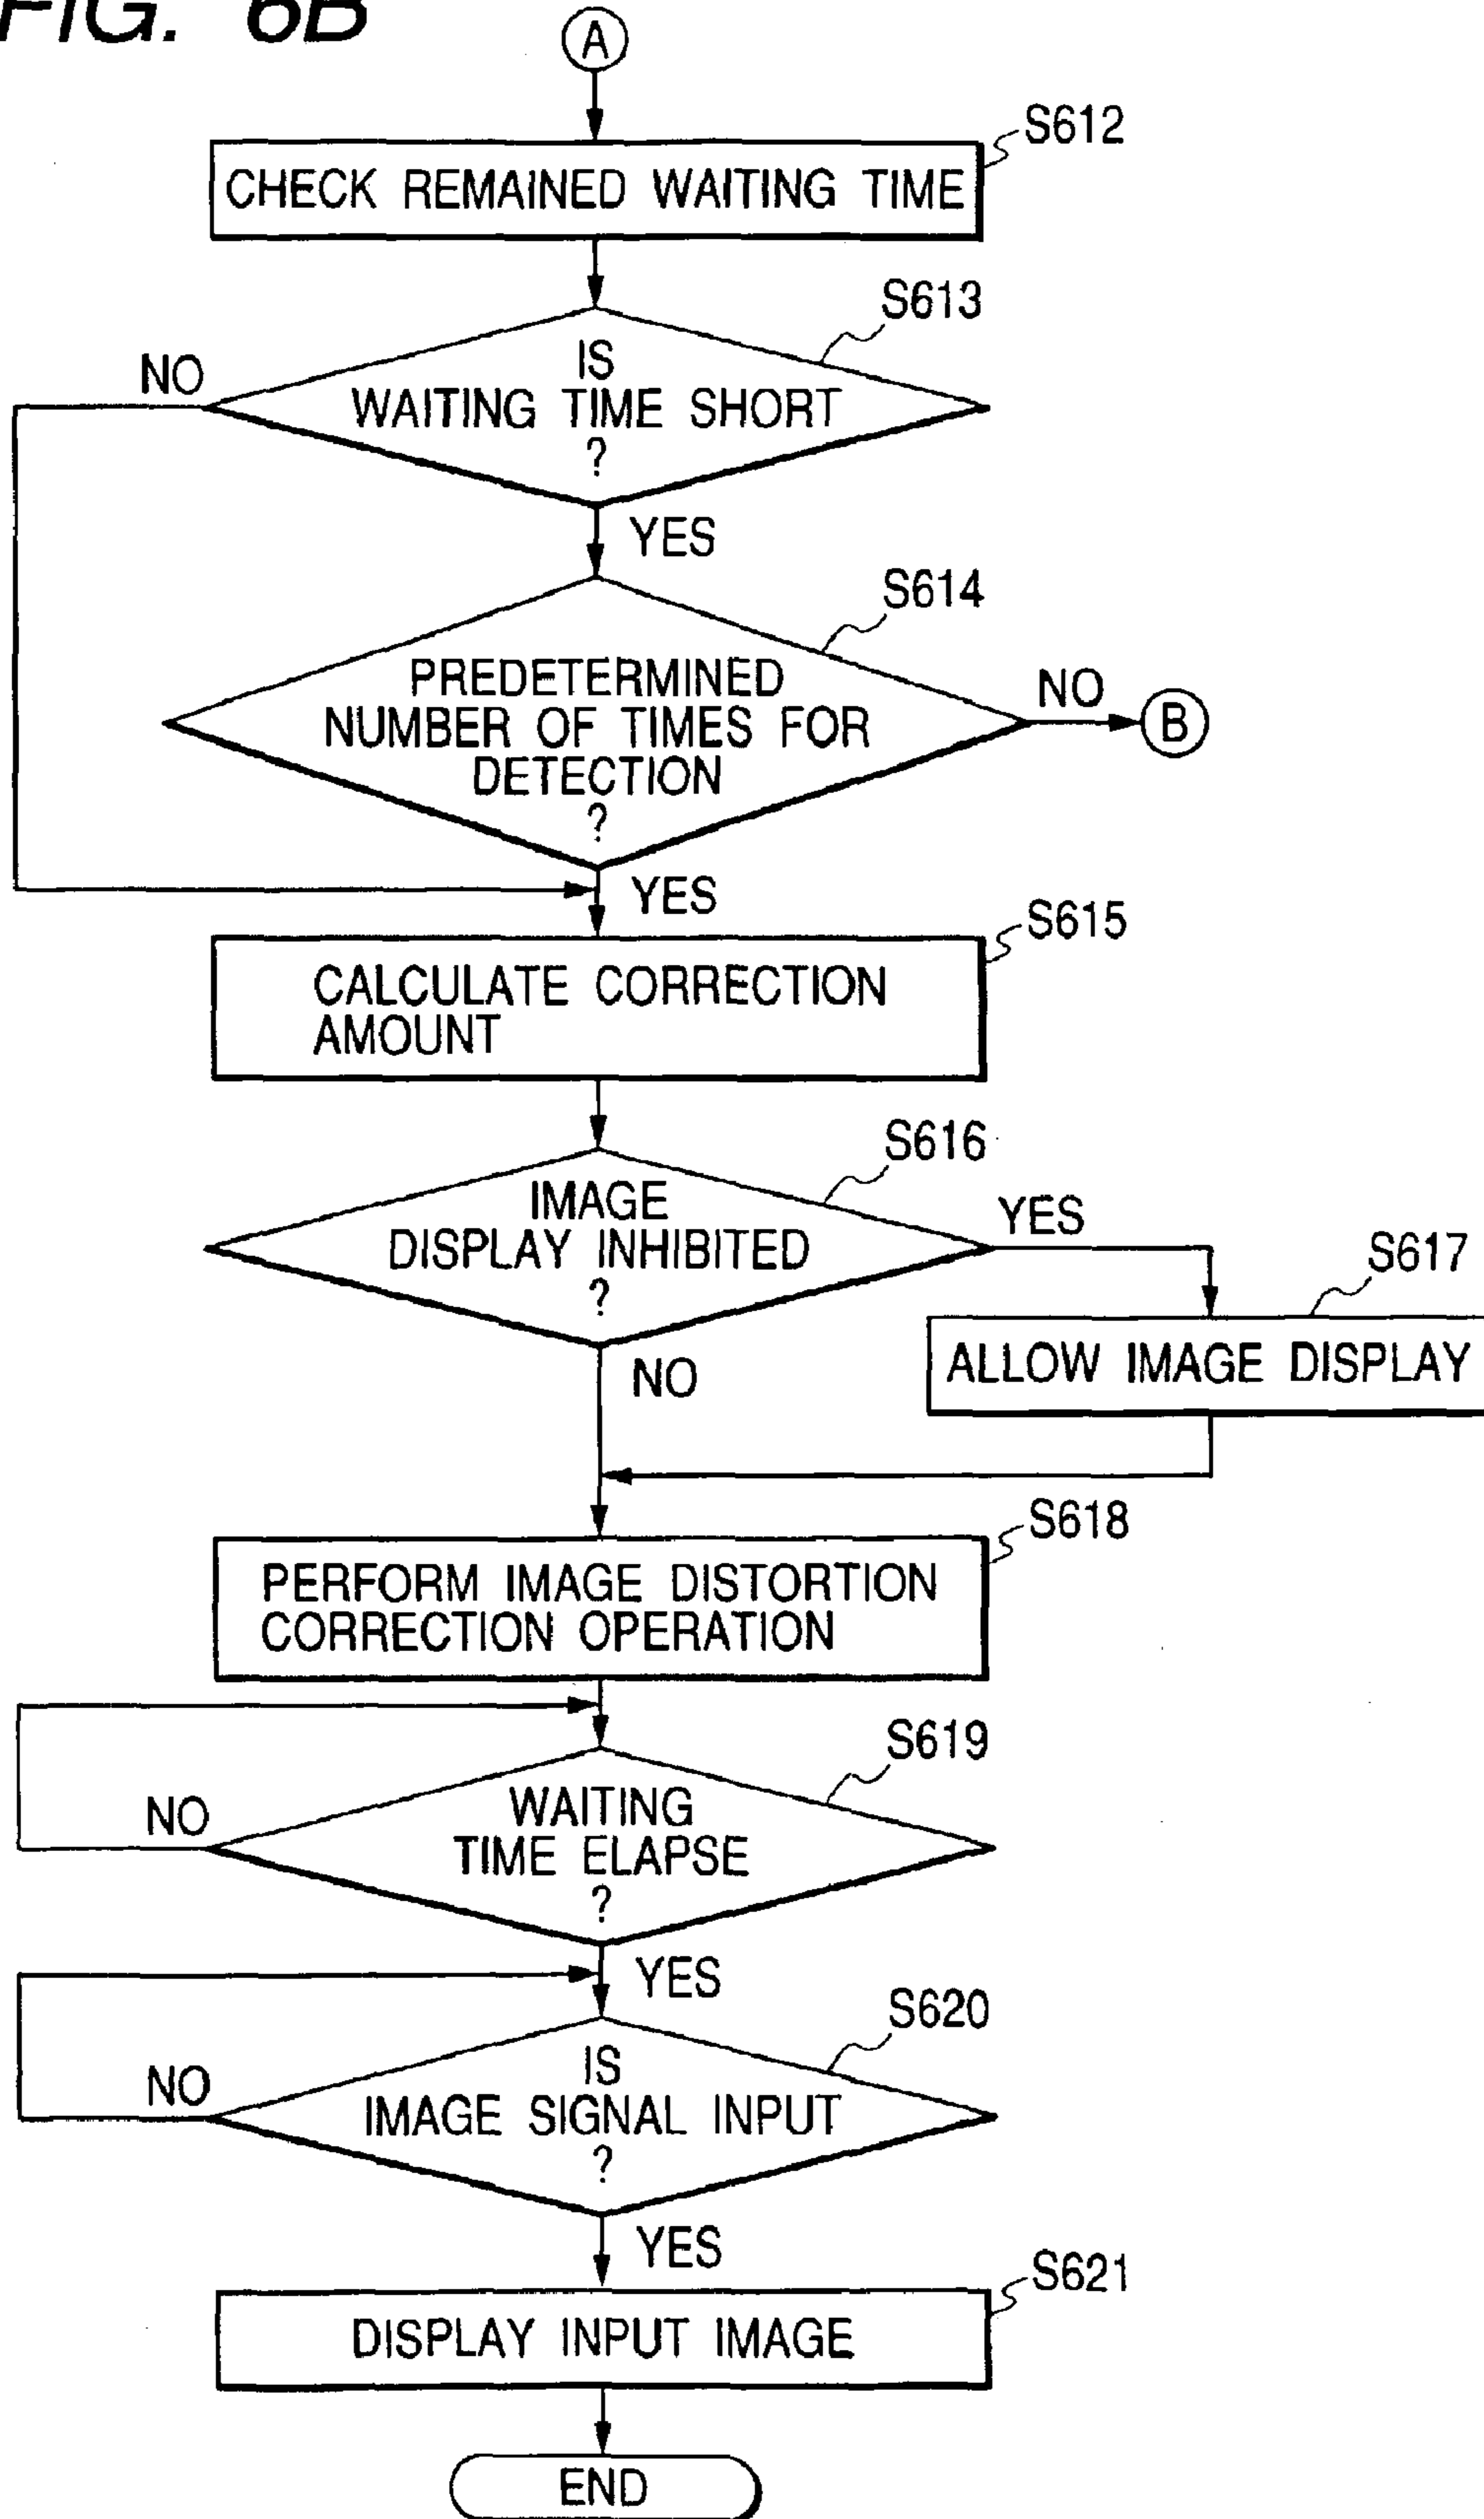 FIG. 6B
A
S612
CHECK REMAINED WAITING TIME
S613
NO
IS
WAITING TIME SHORT
?
YES
S614
PREDETERMINED
NUMBER OF TIMES FOR
DETECTION
?
NO
B
YES
S615
CALCULATE CORRECTION
AMOUNT
S616
IMAGE
DISPLAY INHIBITED
?
YES
S617
ALLOW IMAGE DISPLAY
NO
S618
PERFORM IMAGE DISTORTION
CORRECTION OPERATION
S619
NO
WAITING
TIME ELAPSE
?
YES
S620
NO
IS
IMAGE SIGNAL INPUT
?
YES
S621
DISPLAY INPUT IMAGE
END